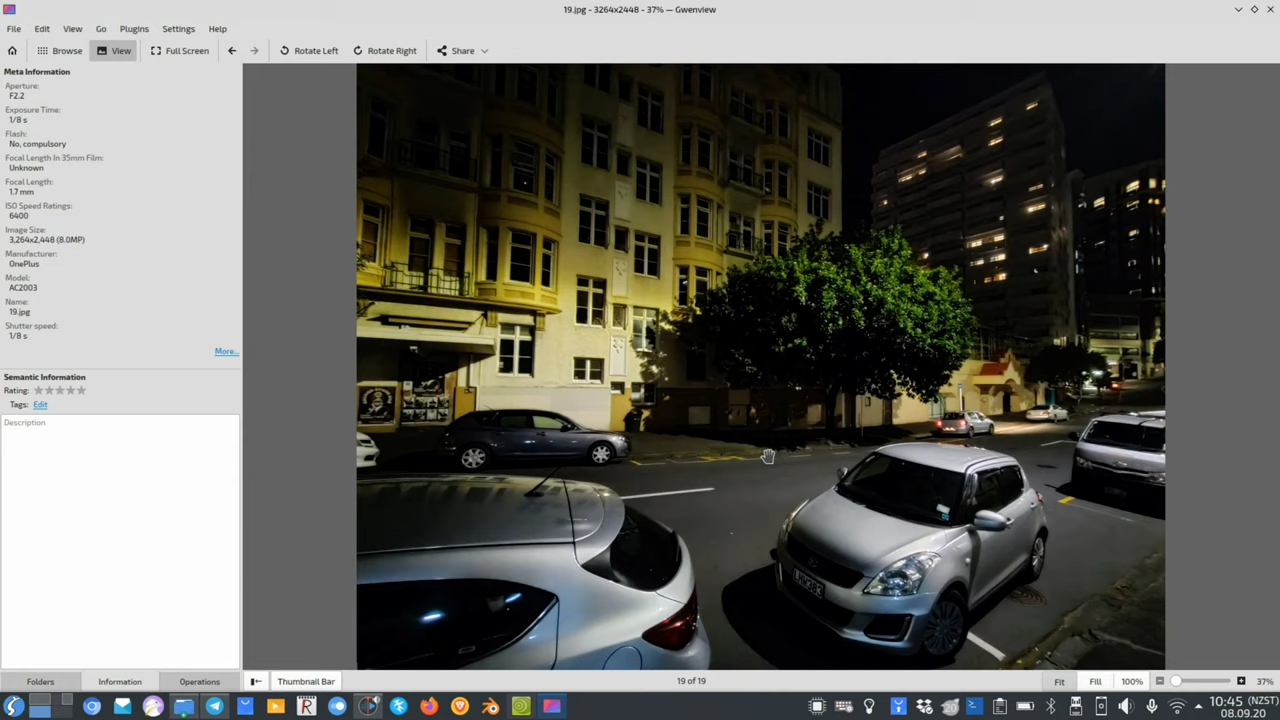 19.jpg - 3264x2448 - 37% — Gwenview
File Edit View Go Plugins Settings Help
Browse View Full Screen Rotate Left Rotate Right Share
Meta Information
Aperture:
F2.2
Exposure Time:
1/8 s
Flash:
No, compulsory
Focal Length In 35mm Film:
Unknown
Focal Length:
1.7 mm
ISO Speed Ratings:
6400
Image Size:
3,264x2,448 (8.0MP)
Manufacturer:
OnePlus
Model:
AC2003
Name:
19.jpg
Shutter speed:
1/8 s
More...
Semantic Information
Rating:
Tags: Edit
Description
Folders Information Operations Thumbnail Bar 19 of 19 Fit Fill 100% 37%
10:45 (NZST)
08.09.20